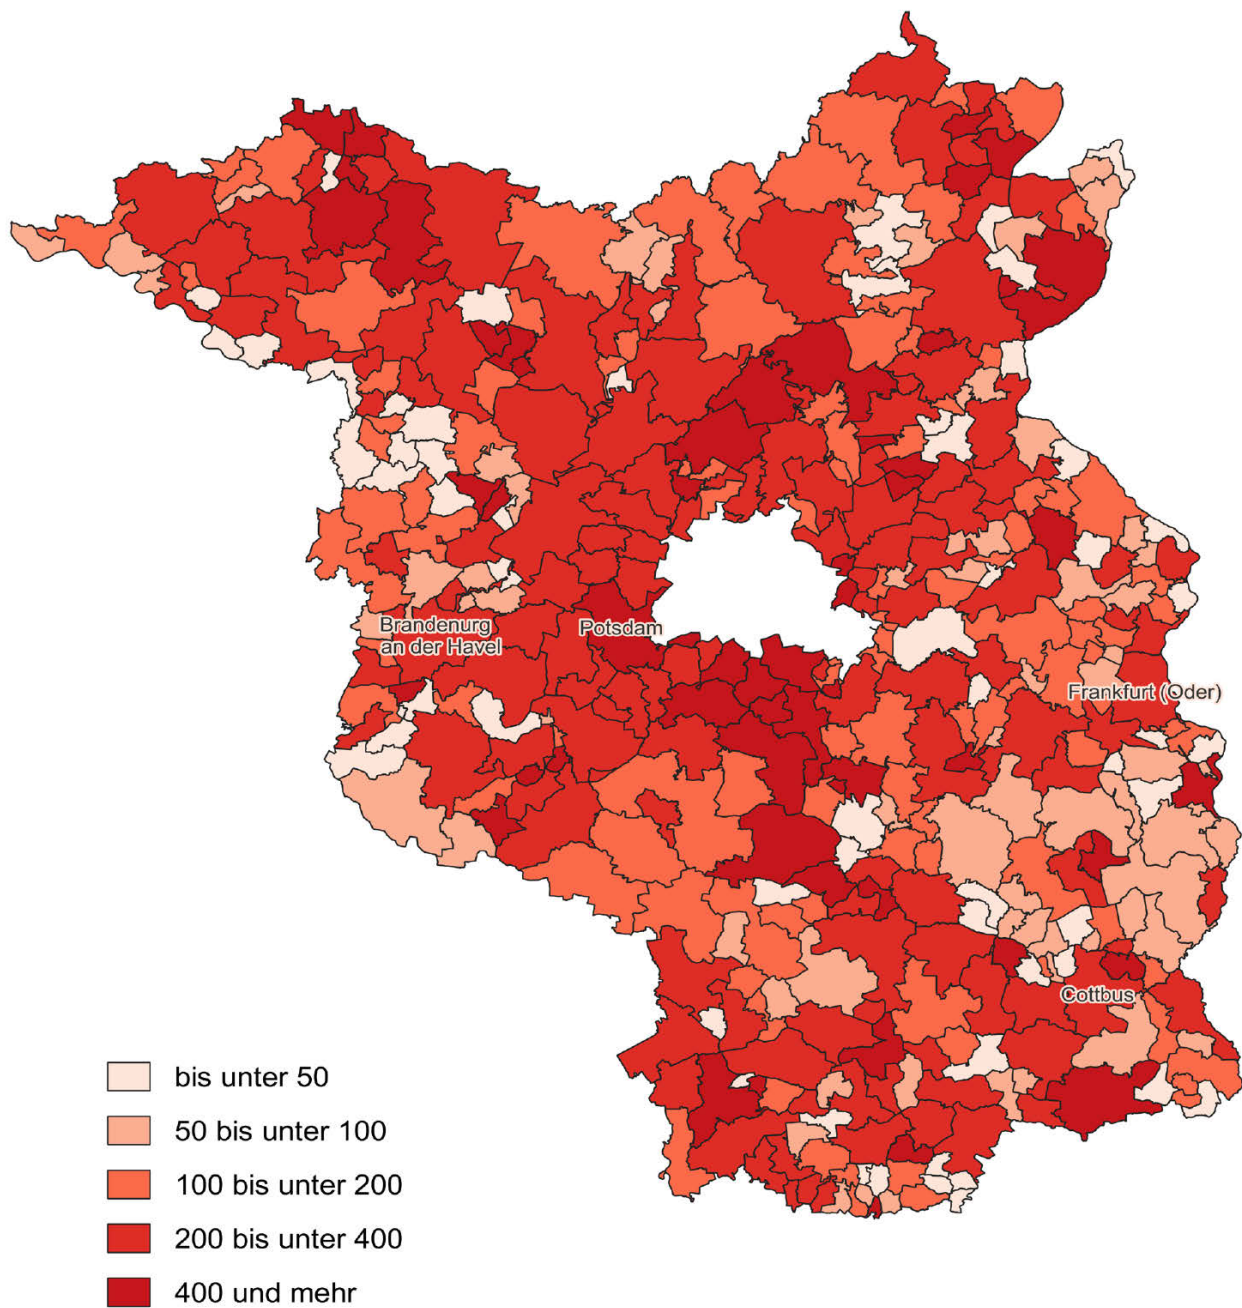 Brandenurg
an der Havel
Potsdam
Frankfurt (Oder)
Cottbus
bis unter 50
50 bis unter 100
100 bis unter 200
200 bis unter 400
400 und mehr